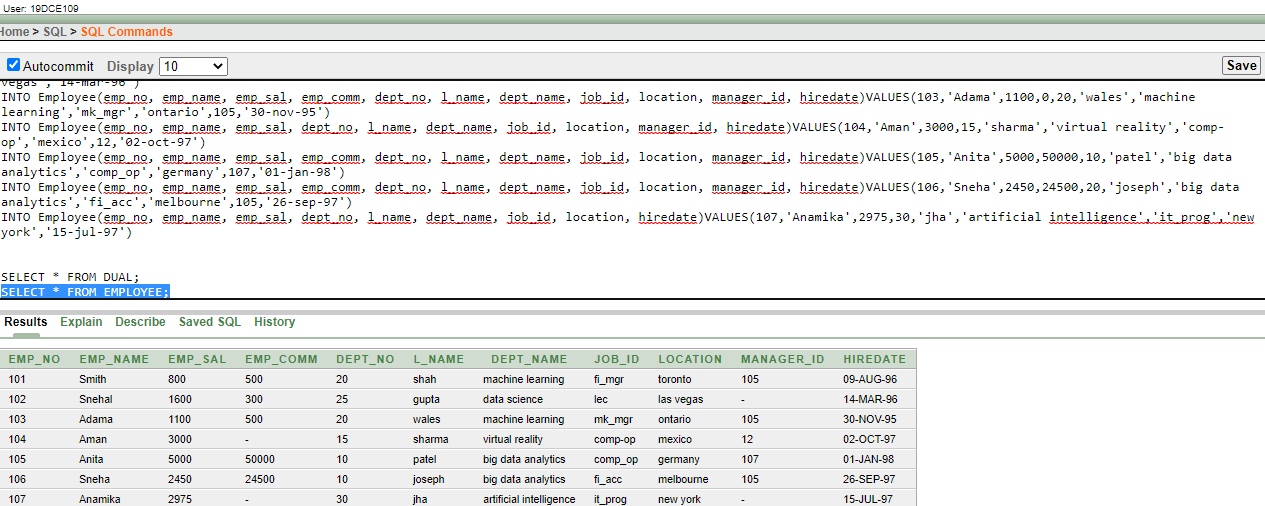 User: 19DCE109
Home > SQL > SQL Commands
Autocommit Display 10 Save
vegas','14-mar-96')
INTO Employee(emp_no, emp_name, emp_sal, emp_comm, dept_no, l_name, dept_name, job_id, location, manager_id, hiredate)VALUES(103,'Adama',1100,0,20,'wales','machine
learning','mk_mgr','ontario',105,'30-nov-95')
INTO Employee(emp_no, emp_name, emp_sal, dept_no, l_name, dept_name, job_id, location, manager_id, hiredate)VALUES(104,'Aman',3000,15,'sharma','virtual reality','comp-
op','mexico',12,'02-oct-97')
INTO Employee(emp_no, emp_name, emp_sal, emp_comm, dept_no, l_name, dept_name, job_id, location, manager_id, hiredate)VALUES(105,'Anita',5000,50000,10,'patel','big data
analytics','comp_op','germany',107,'01-jan-98')
INTO Employee(emp_no, emp_name, emp_sal, emp_comm, dept_no, l_name, dept_name, job_id, location, manager_id, hiredate)VALUES(106,'Sneha',2450,24500,20,'joseph','big data
analytics','fi_acc','melbourne',105,'26-sep-97')
INTO Employee(emp_no, emp_name, emp_sal, dept_no, l_name, dept_name, job_id, location, hiredate)VALUES(107,'Anamika',2975,30,'jha','artificial intelligence','it_prog','new
york','15-jul-97')
SELECT * FROM DUAL;
SELECT * FROM EMPLOYEE;
Results Explain Describe Saved SQL History
EMP_NO EMP_NAME EMP_SAL EMP_COMM DEPT_NO L_NAME DEPT_NAME JOB_ID LOCATION MANAGER_ID HIREDATE
101 Smith 800 500 20 shah machine learning fi_mgr toronto 105 09-AUG-96
102 Snehal 1600 300 25 gupta data science lec las vegas - 14-MAR-96
103 Adama 1100 500 20 wales machine learning mk_mgr ontario 105 30-NOV-95
104 Aman 3000 - 15 sharma virtual reality comp-op mexico 12 02-OCT-97
105 Anita 5000 50000 10 patel big data analytics comp_op germany 107 01-JAN-98
106 Sneha 2450 24500 10 joseph big data analytics fi_acc melbourne 105 26-SEP-97
107 Anamika 2975 - 30 jha artificial intelligence it_prog new york - 15-JUL-97